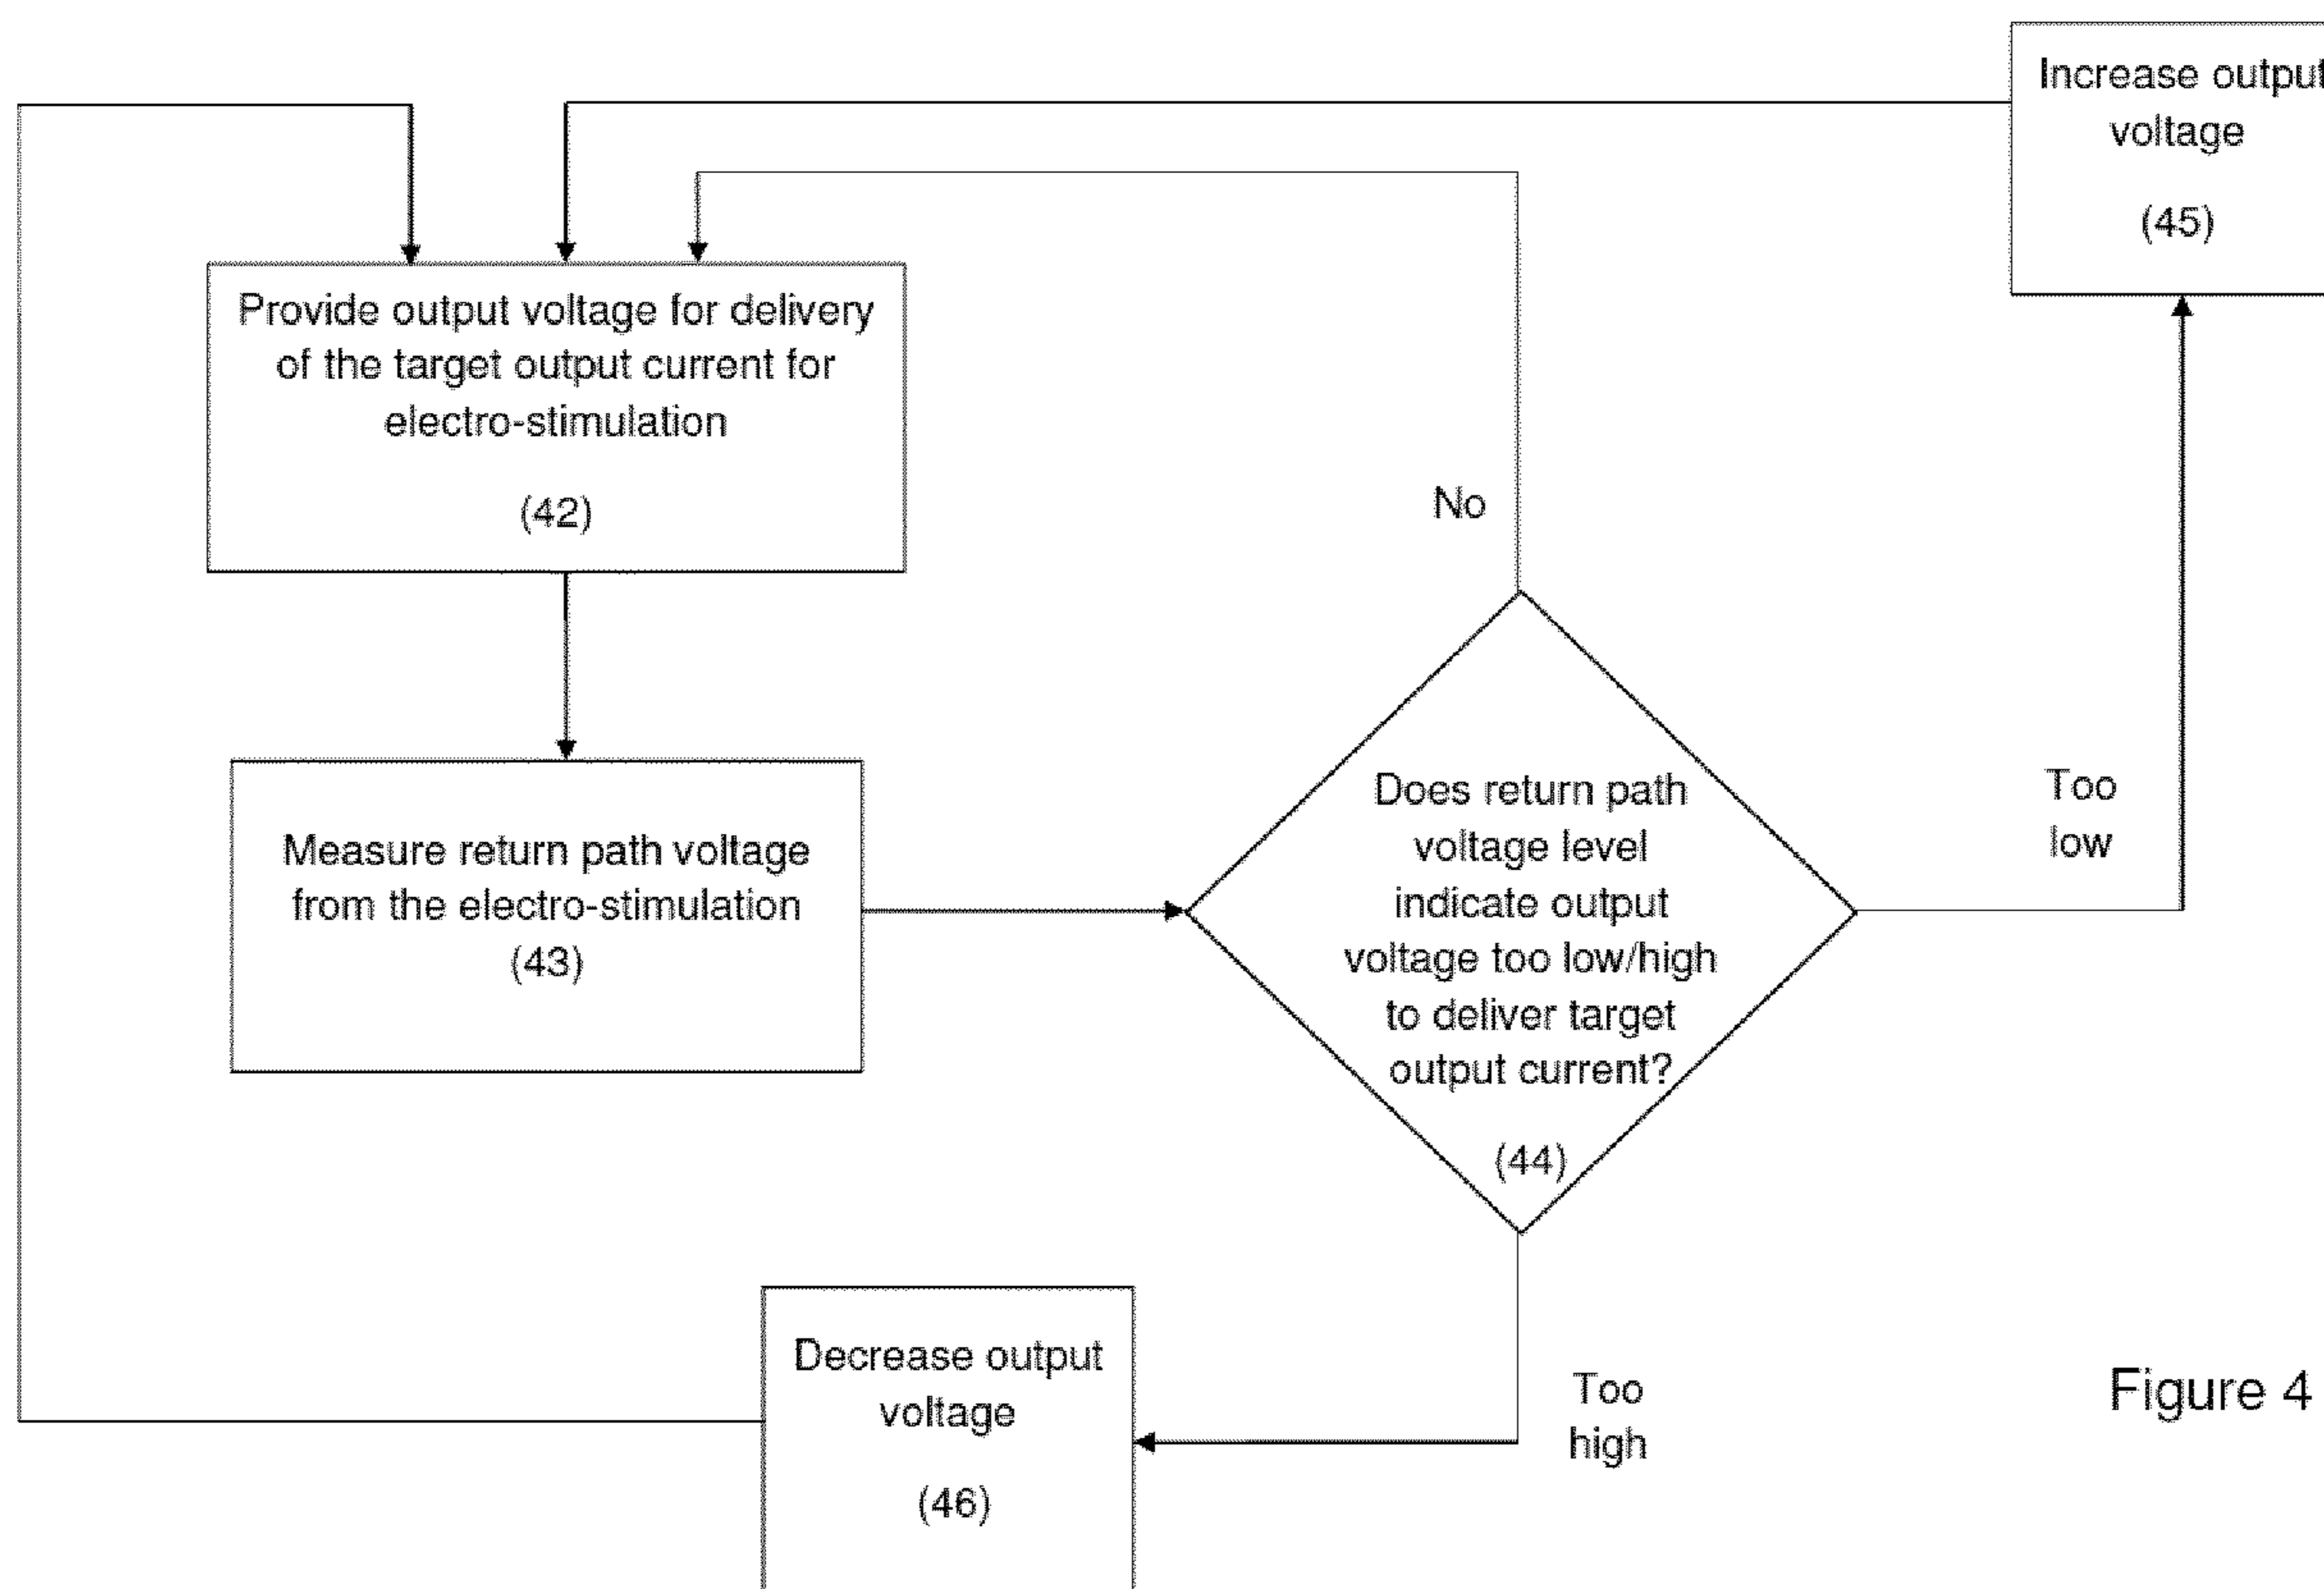 Increase output
voltage
(45)
Provide output voltage for delivery
of the target output current for
electro-stimulation
(42)
No
Measure return path voltage
from the electro-stimulation
(43)
Does return path
voltage level
indicate output
voltage too low/high
to deliver target
output current?
(44)
Too
low
Decrease output
voltage
(46)
Too
high
Figure 4